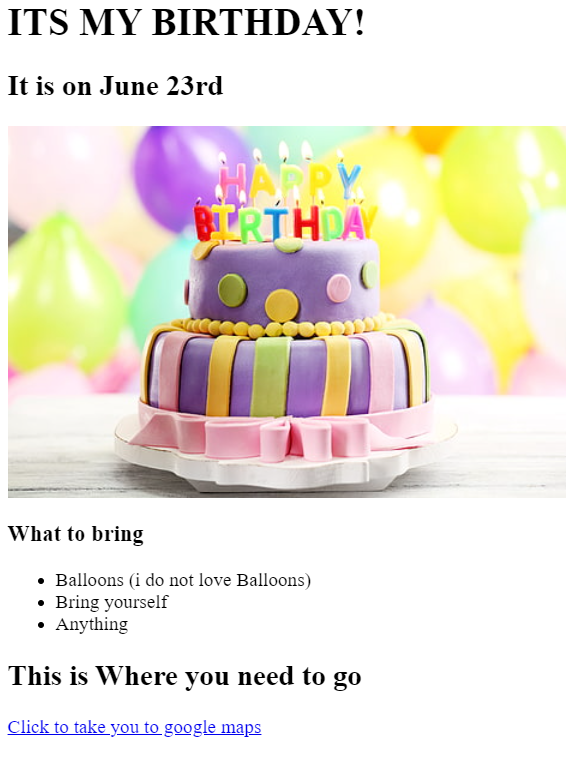 ITS MY BIRTHDAY!
It is on June 23rd
HAPPY
BIRTHDAY
What to bring
Balloons (i do not love Balloons)
Bring yourself
Anything
This is Where you need to go
Click to take you to google maps